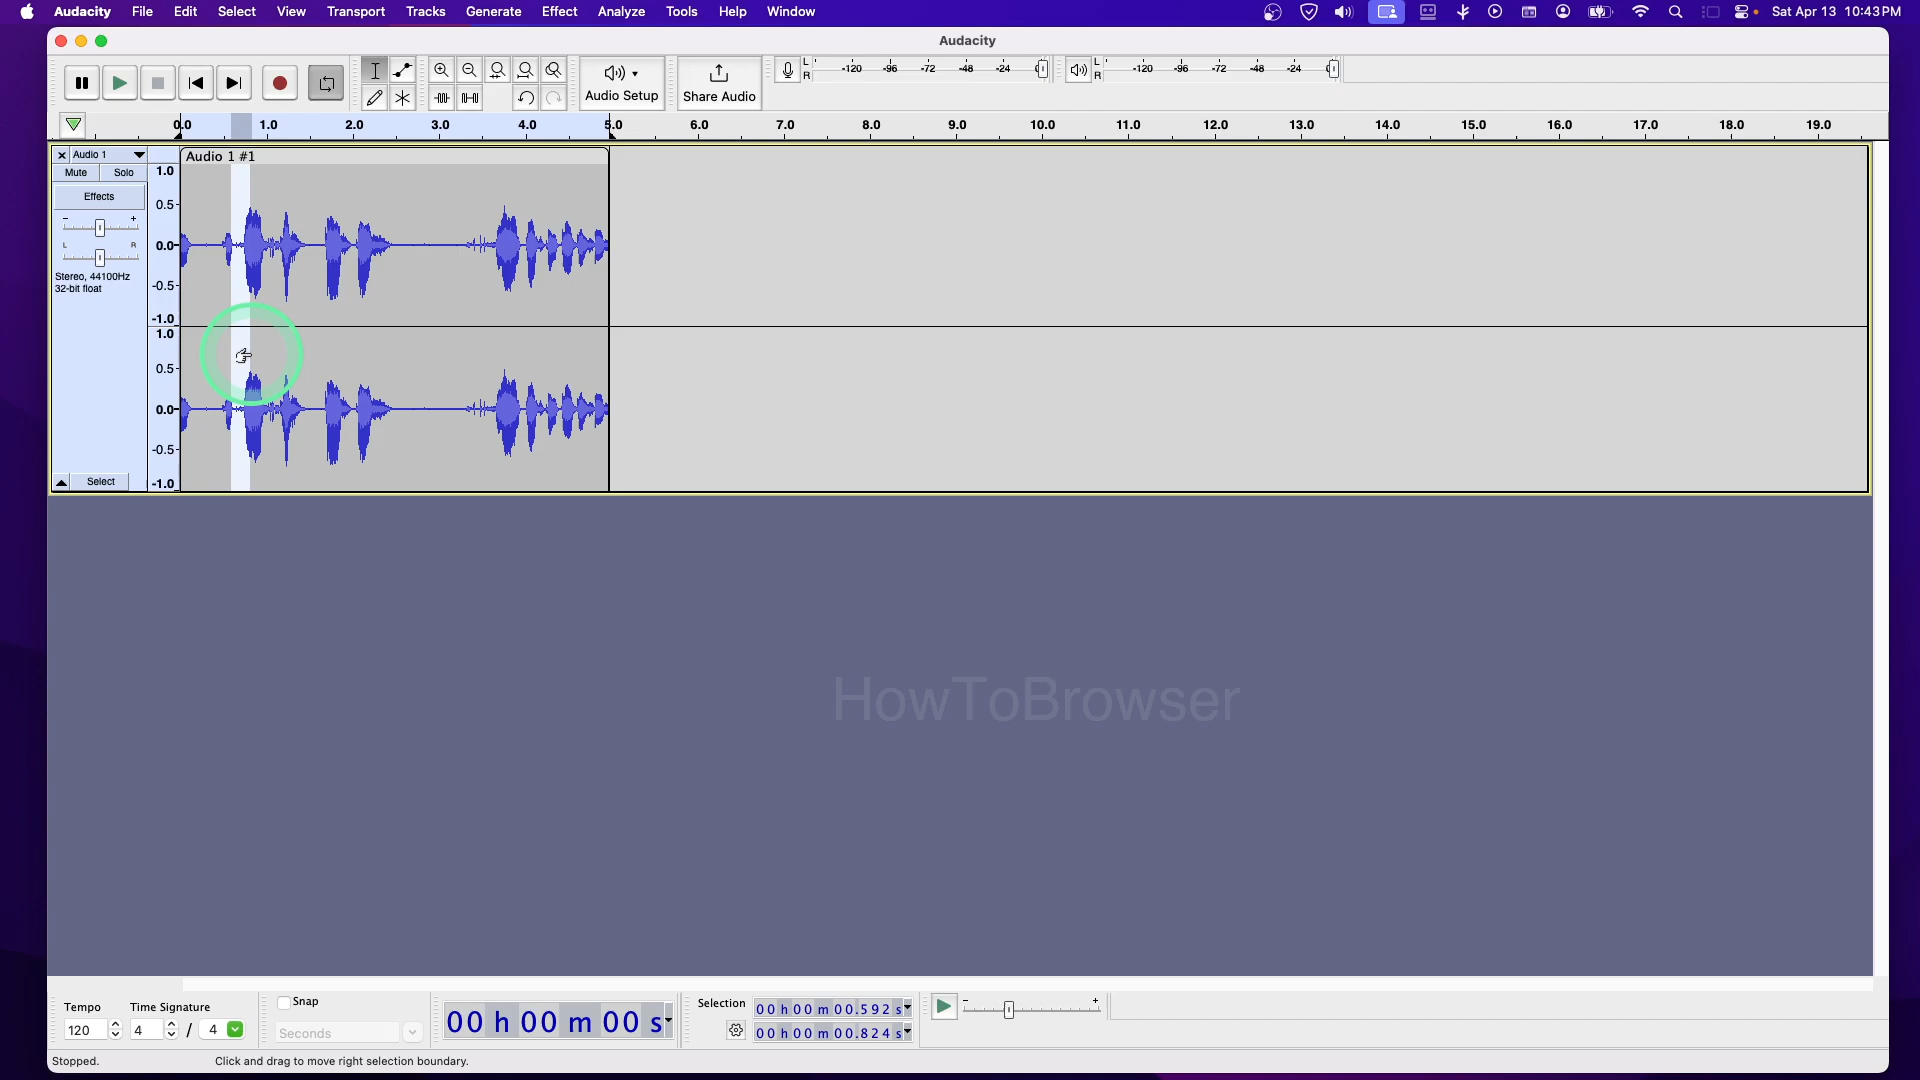 Audacity File Edit Select View Transport Tracks Generate Effect Analyze Tools Help Window Sat Apr 13 10:43 PM
Audacity
Audio Setup
Share Audio
L
R
-120 -96 -72 -48 -24 0
L
R
-120 -96 -72 -48 -24 0
0.0 1.0 2.0 3.0 4.0 5.0 6.0 7.0 8.0 9.0 10.0 11.0 12.0 13.0 14.0 15.0 16.0 17.0 18.0 19.0
Audio 1
Audio 1 #1
Mute Solo
Effects
- +
L R
Stereo, 44100Hz
32-bit float
Select
1.0
0.5
0.0
-0.5
-1.0
1.0
0.5
0.0
-0.5
-1.0
HowToBrowser
Tempo
120
Time Signature
4 / 4
Snap
Seconds
00 h 00 m 00 s
Selection
00 h 00 m 00.592 s
00 h 00 m 00.824 s
- +
Stopped.
Click and drag to move right selection boundary.